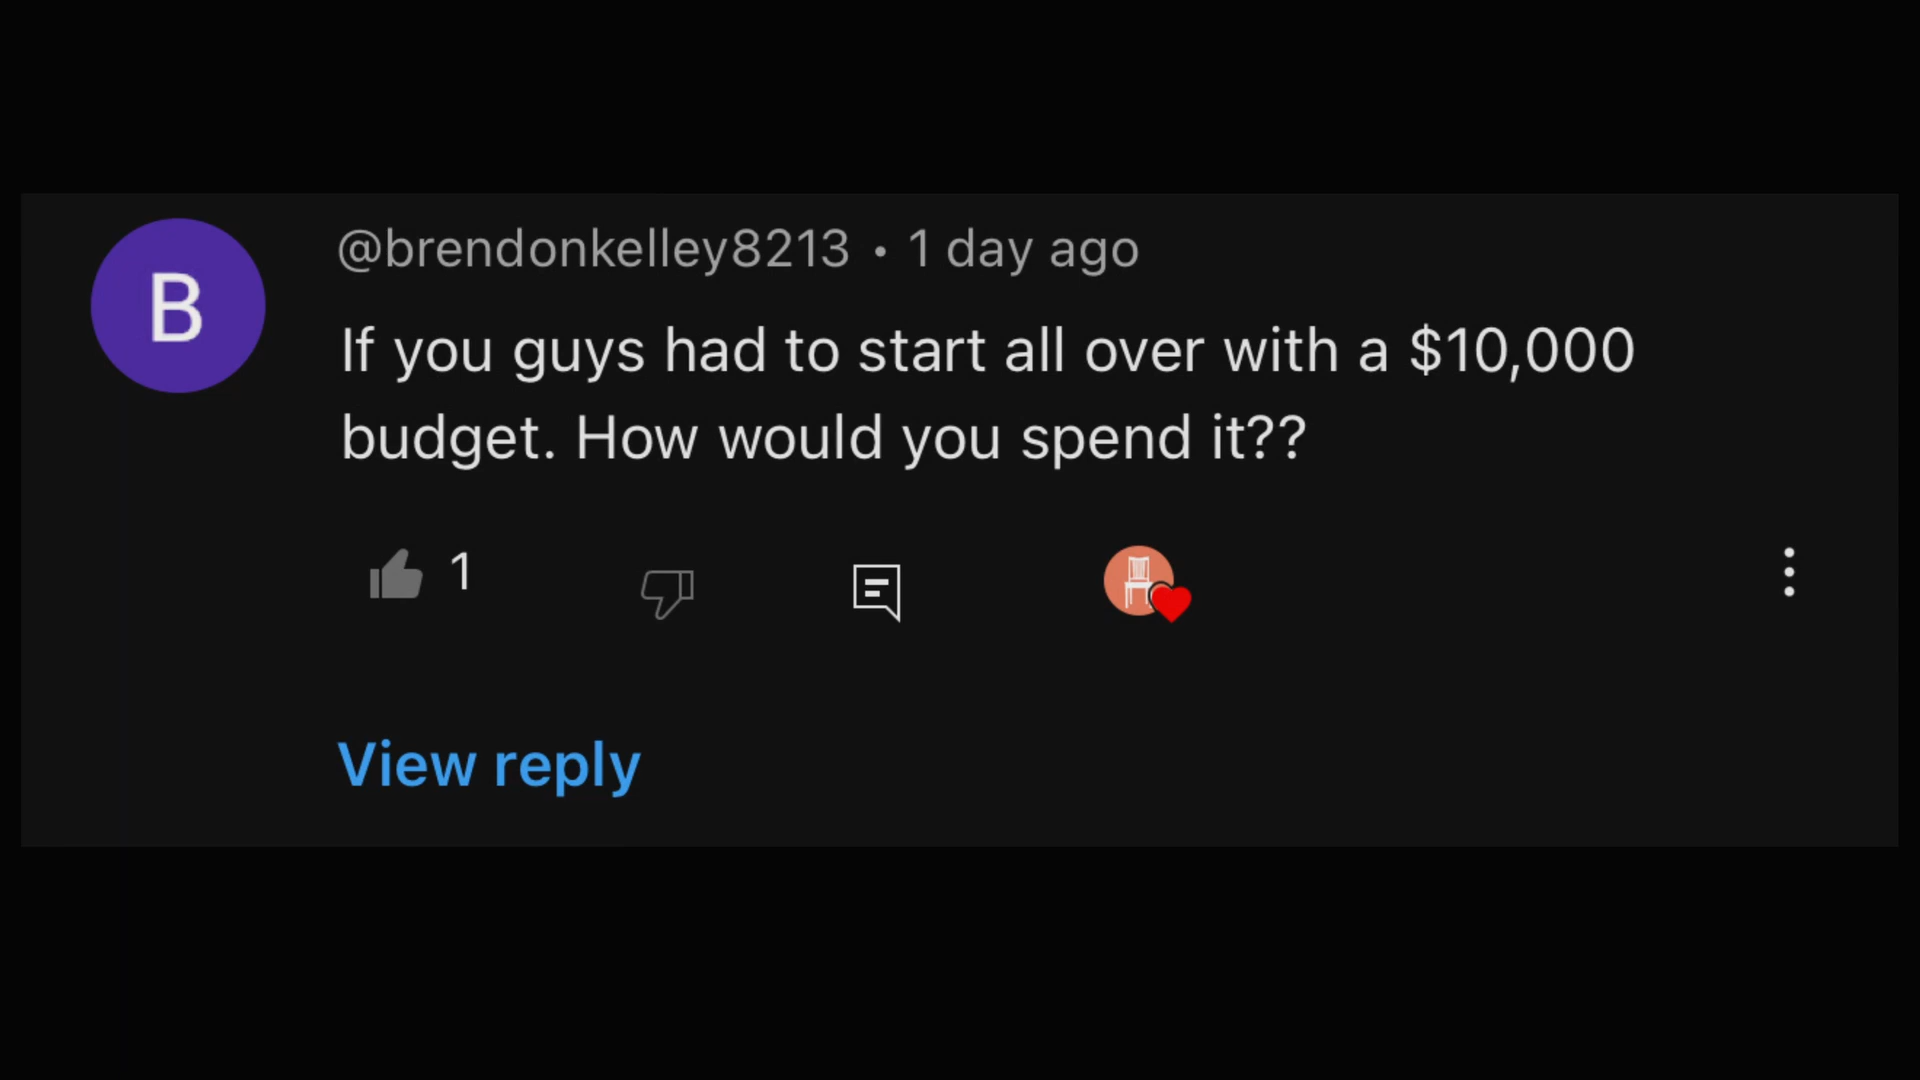 B
@brendonkelley8213 • 1 day ago
If you guys had to start all over with a $10,000
budget. How would you spend it??
1
View reply